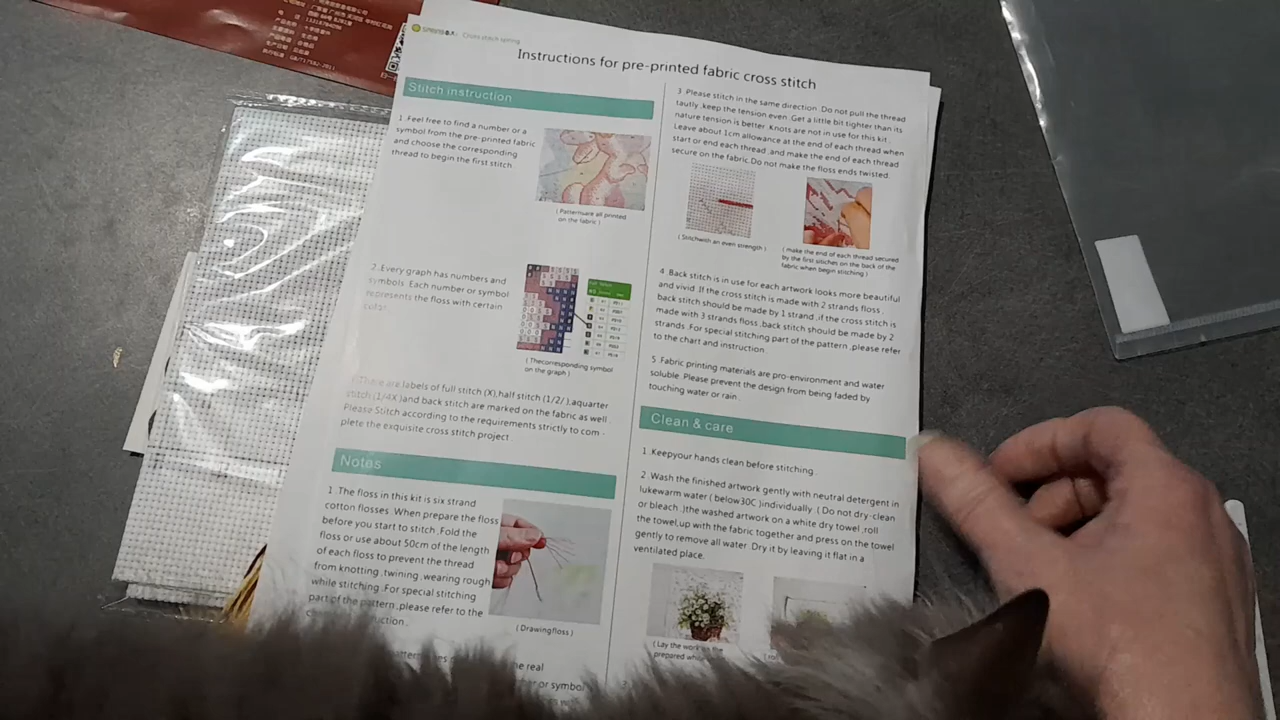 Cross stitch spring
Instructions for pre-printed fabric cross stitch
Stitch instruction
1 .Feel free to find a number or a
symbol from the pre-printed fabric
and choose the corresponding
thread to begin the first stitch
( Patternsare all printed
on the fabric )
2.Every graph has numbers and
symbols. Each number or symbol
represents the floss with certain
color.
( Thecorresponding symbol
on the graph )
There are labels of full stitch (X),half stitch (1/2/ ),aquarter
stitch (1/4X )and back stitch are marked on the fabric as well .
Please Stitch according to the requirements strictly to com -
plete the exquisite cross stitch project
Notes
1 .The floss in this kit is six strand
cotton flosses. When prepare the floss
before you start to stitch ,Fold the
floss or use about 50cm of the length
of each floss to prevent the thread
from knotting ,twining ,wearing rough
while stitching .For special stitching
part of the pattern ,please refer to the
( Drawingfloss )
the real
or symbol
3 .Please stitch in the same direction .Do not pull the thread
tautly ,keep the tension even .Get a little bit tighter than its
nature tension is better. Knots are not in use for this kit .
Leave about 1cm allowance at the end of each thread when
start or end each thread ,and make the end of each thread
secure on the fabric.Do not make the floss ends twisted.
( Stitchwith an even strength )
( make the end of each thread secured
by the first stitches on the back of the
fabric when begin stitching )
4 .Back stitch is in use for each artwork looks more beautiful
and vivid .If the cross stitch is made with 2 strands floss ,
back stitch should be made by 1 strand ,if the cross stitch is
made with 3 strands floss ,back stitch should be made by 2
strands .For special stitching part of the pattern ,please refer
to the chart and instruction.
5 .Fabric printing materials are pro-environment and water
soluble. Please prevent the design from being faded by
touching water or rain .
Clean & care
1 .Keepyour hands clean before stitching .
2 .Wash the finished artwork gently with neutral detergent in
lukewarm water ( below30C )individually .( Do not dry -clean
or bleach .)the washed artwork on a white dry towel ,roll
the towel,up with the fabric together and press on the towel
gently to remove all water .Dry it by leaving it flat in a
ventilated place.
( Lay the work on the
prepared